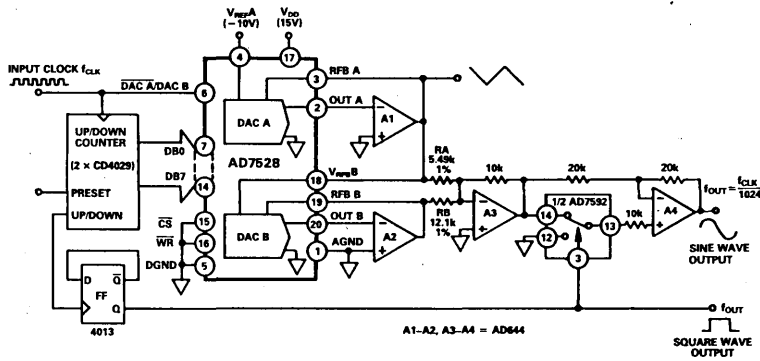 VREFA
(−10V)
VDD
(15V)
INPUT CLOCK fCLK
DAC A/DAC B
4
17
6
3
RFB A
2
OUT A
A1
DAC A
UP/DOWN
COUNTER
(2 × CD4029)
DB0
7
AD7528
DB7
14
PRESET
UP/DOWN
CS
15
WR
16
DGND
5
18
VREFB
19
RFB B
20
OUT B
1
AGND
DAC B
A2
RA
5.49k
1%
RB
12.1k
1%
10k
A3
20k
20k
1/2 AD7592
14
12
13
3
10k
A4
fOUT = fCLK
1024
SINE WAVE
OUTPUT
D
Q
FF
Q
4013
A1–A2, A3–A4 = AD644
fOUT
SQUARE WAVE
OUTPUT